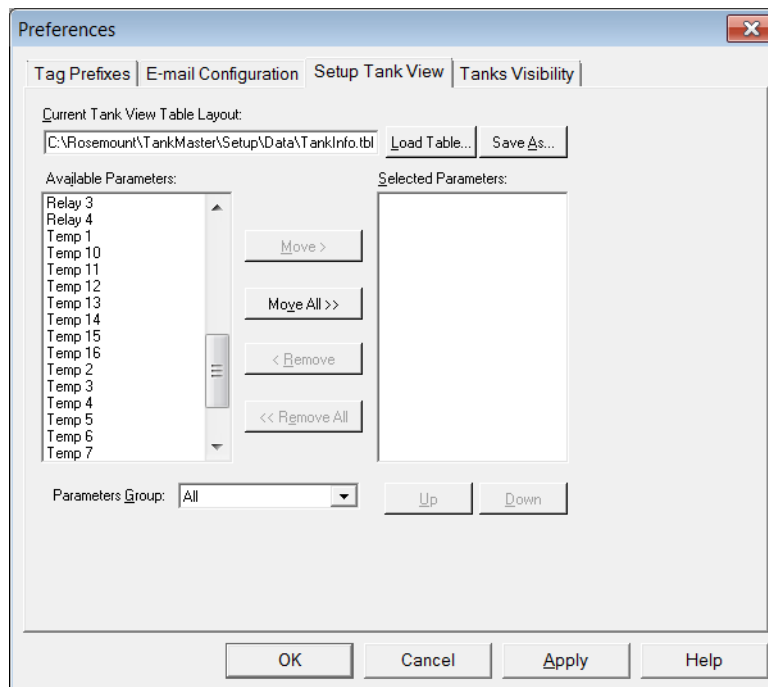 Preferences
Tag Prefixes E-mail Configuration Setup Tank View Tanks Visibility
Current Tank View Table Layout:
C:\Rosemount\TankMaster\Setup\Data\TankInfo.tbl Load Table... Save As...
Available Parameters: Selected Parameters:
Relay 3
Relay 4
Temp 1
Temp 10
Temp 11
Temp 12
Temp 13
Temp 14
Temp 15
Temp 16
Temp 2
Temp 3
Temp 4
Temp 5
Temp 6
Temp 7
Move >
Move All >>
< Remove
<< Remove All
Parameters Group: All Up Down
OK Cancel Apply Help